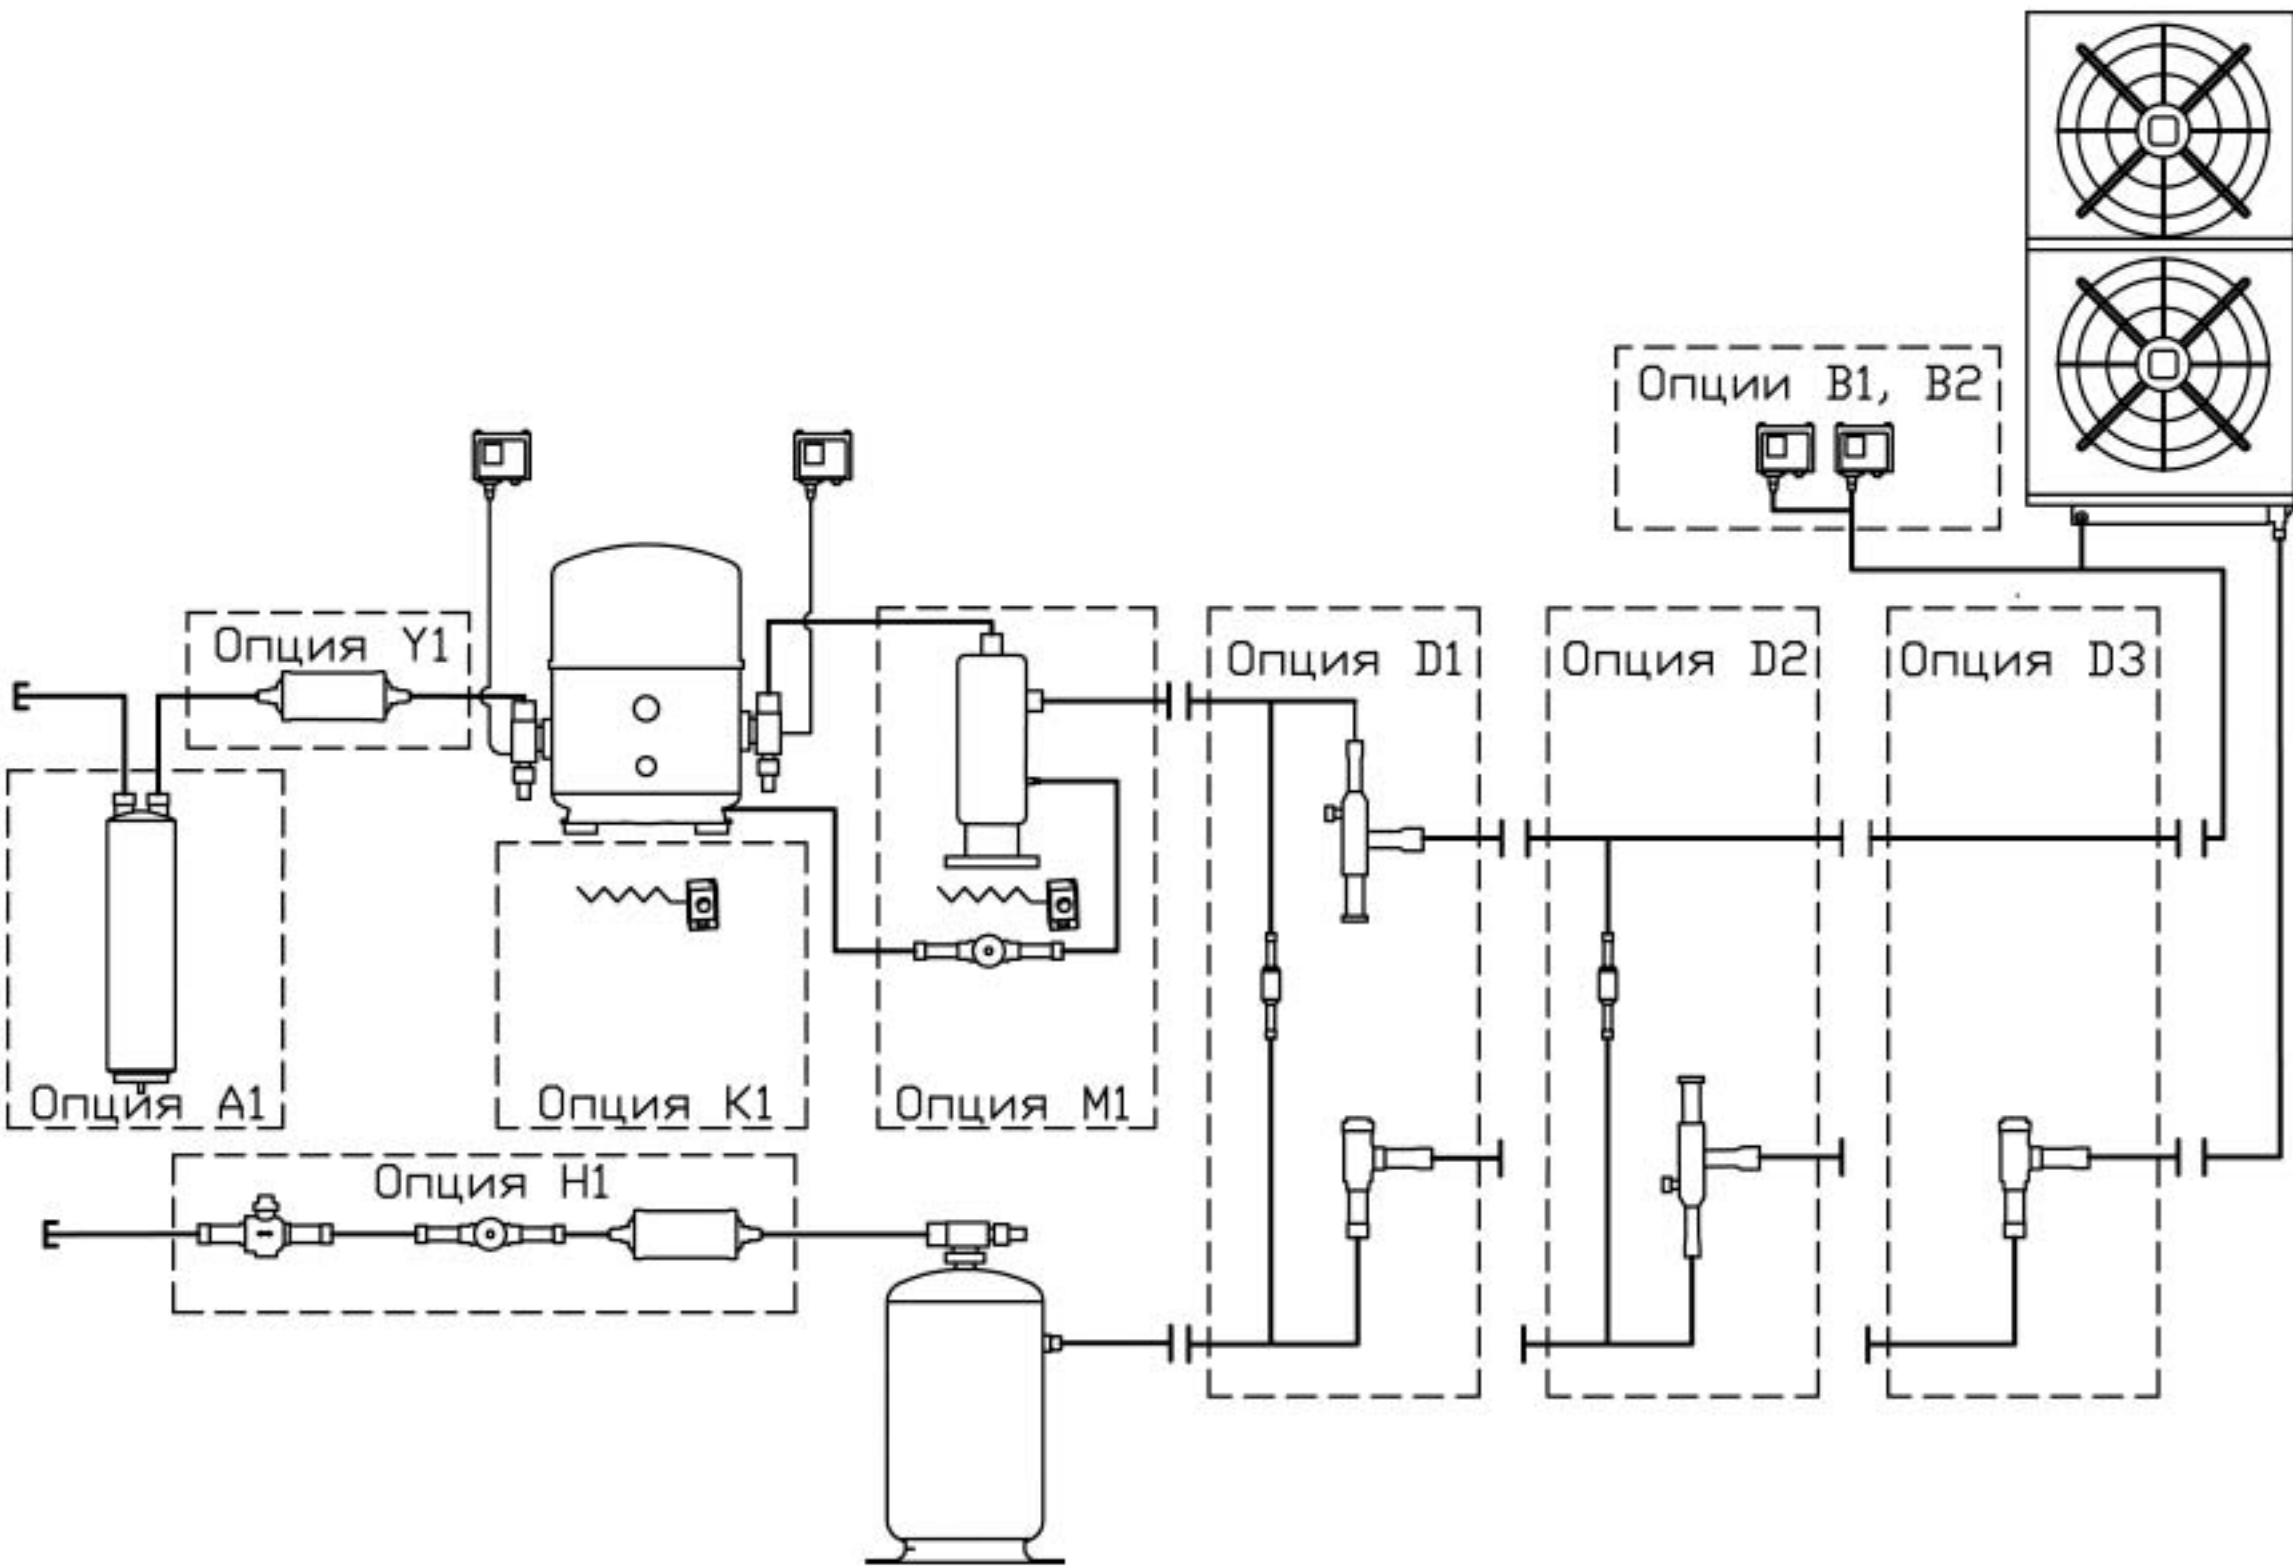 Опции B1, B2
Опция Y1
Опция D1
Опция D2
Опция D3
Опция A1
Опция K1
Опция M1
Опция H1